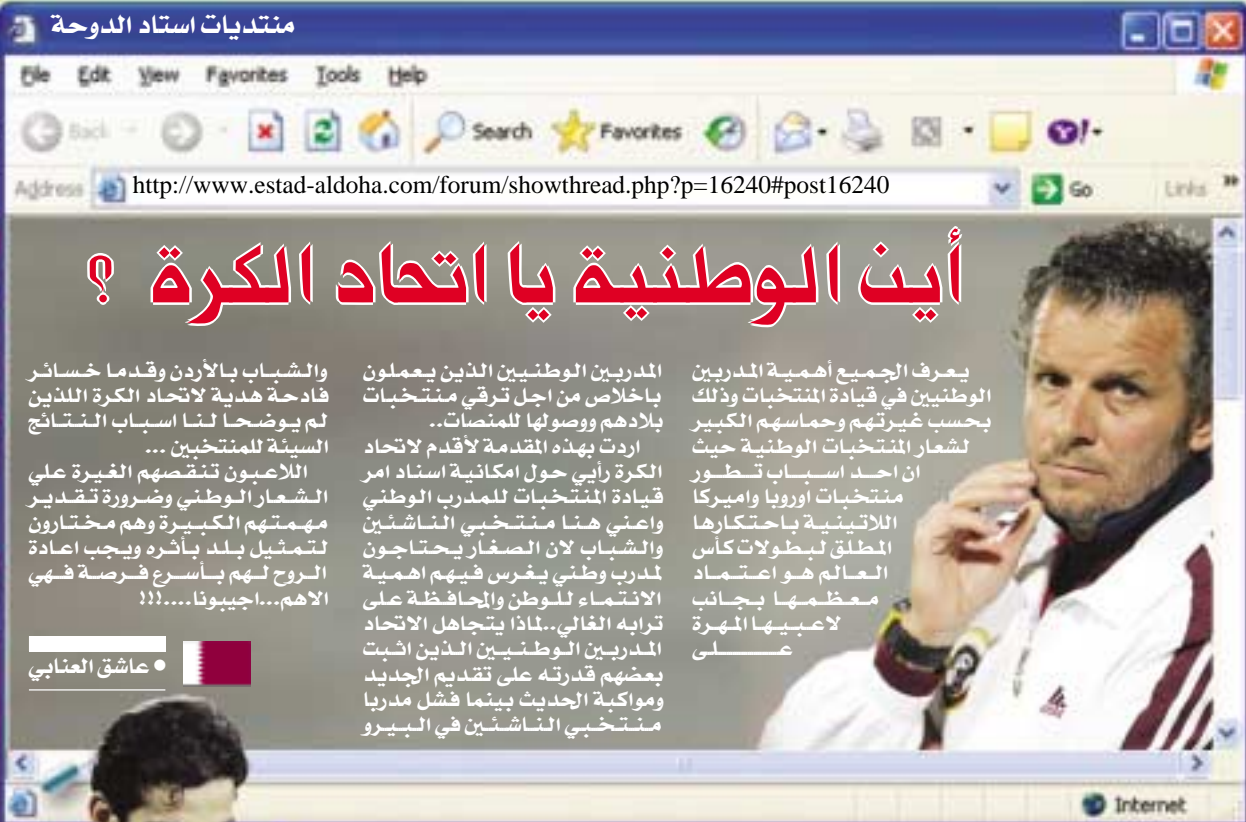 منتديات استاد الدوحة
File Edit View Favorites Tools Help
Back Search Favorites
Address http://www.estad-aldoha.com/forum/showthread.php?p=16240#post16240 Go Links
أين الوطنية يا اتحاد الكرة ؟
يعرف الجميع أهمية المدربين
الوطنيين في قيادة المنتخبات وذلك
بحسب غيرتهم وحماسهم الكبير
لشعار المنتخبات الوطنية حيث
ان احد اسباب تطور
منتخبات اوروبا واميركا
اللاتينية باحتكارها
المطلق لبطولات كأس
العالم هو اعتماد
معظمها بجانب
لاعبيها المهرة
على
المدربين الوطنيين الذين يعملون
باخلاص من اجل ترقي منتخبات
بلادهم ووصولها للمنصات..
اردت بهذه المقدمة لأقدم لاتحاد
الكرة رأيي حول امكانية اسناد امر
قيادة المنتخبات للمدرب الوطني
واعني هنا منتخبي الناشئين
والشباب لان الصغار يحتاجون
لمدرب وطني يغرس فيهم اهمية
الانتماء للوطن والمحافظة على
ترابه الغالي..لماذا يتجاهل الاتحاد
المدربين الوطنيين الذين اثبت
بعضهم قدرته على تقديم الجديد
ومواكبة الحديث بينما فشل مدربا
منتخبي الناشئين في البيرو
والشباب بالأردن وقدما خسائر
فادحة هدية لاتحاد الكرة اللذين
لم يوضحا لنا اسباب النتائج
السيئة للمنتخبين ...
اللاعبون تنقصهم الغيرة علي
الشعار الوطني وضرورة تقدير
مهمتهم الكبيرة وهم مختارون
لتمثيل بلد بأثره ويجب اعادة
الروح لهم بأسرع فرصة فهي
الاهم...اجيبونا....!!!
• عاشق العنابي
Internet